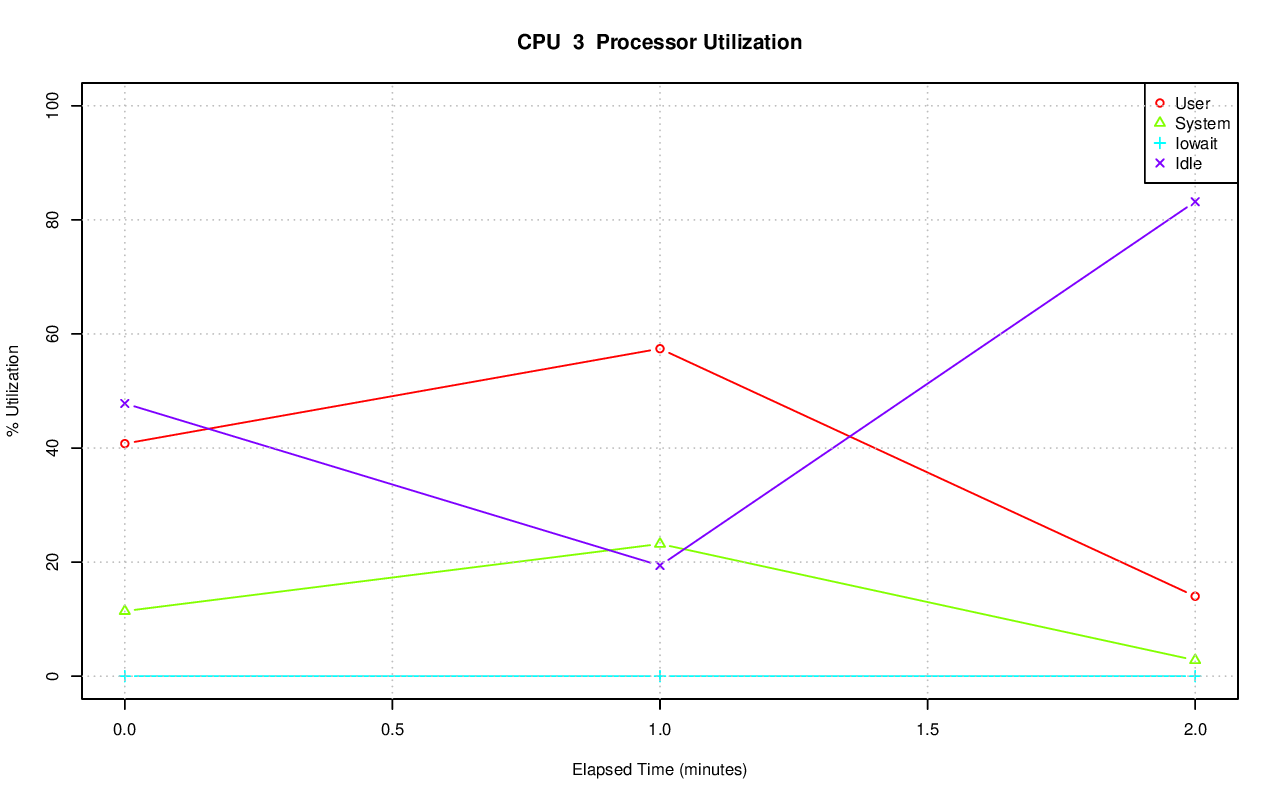 CPU  3  Processor Utilization
User
System
Iowait
Idle
100
80
60
40
20
0
% Utilization
0.0 0.5 1.0 1.5 2.0
Elapsed Time (minutes)